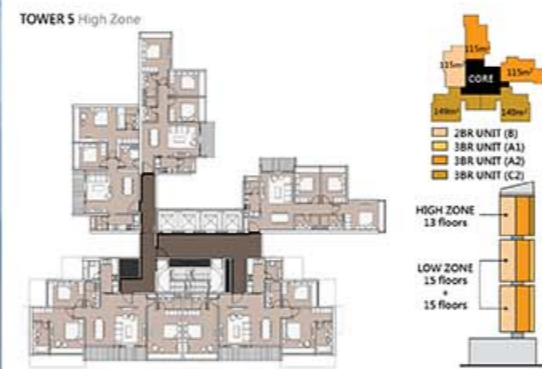 TOWER 5 High Zone
115m²
115m²
115m²
CORE
149m²
149m²
2BR UNIT (B)
3BR UNIT (A1)
3BR UNIT (A2)
3BR UNIT (C2)
HIGH ZONE
13 floors
LOW ZONE
15 floors
+
15 floors